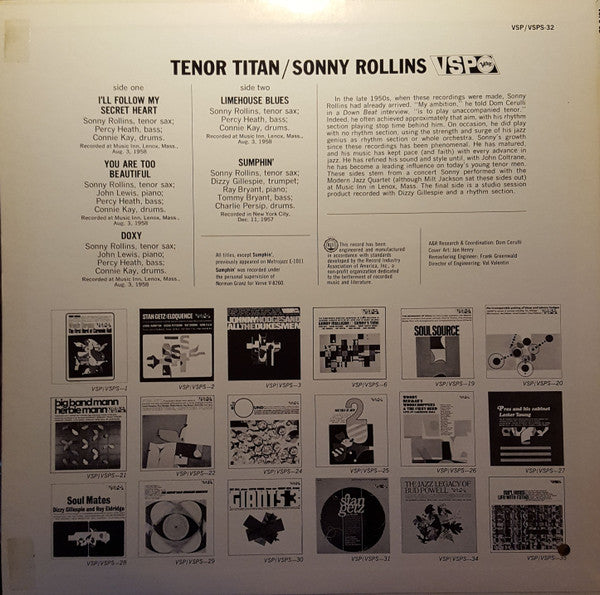 VSP/VSPS-32
TENOR TITAN/SONNY ROLLINS VSP Verve
side one
I'LL FOLLOW MY
SECRET HEART
Sonny Rollins, tenor sax;
Percy Heath, bass;
Connie Kay, drums.
Recorded at Music Inn, Lenox, Mass.,
Aug. 3, 1958
YOU ARE TOO
BEAUTIFUL
Sonny Rollins, tenor sax;
John Lewis, piano;
Percy Heath, bass;
Connie Kay, drums.
Recorded at Music Inn, Lenox, Mass.,
Aug. 3, 1958
DOXY
Sonny Rollins, tenor sax;
John Lewis, piano;
Percy Heath, bass;
Connie Kay, drums.
Recorded at Music Inn, Lenox, Mass.,
Aug. 3, 1958
side two
LIMEHOUSE BLUES
Sonny Rollins, tenor sax;
Percy Heath, bass;
Connie Kay, drums.
Recorded at Music Inn, Lenox, Mass.,
Aug. 3, 1958
SUMPHIN'
Sonny Rollins, tenor sax;
Dizzy Gillespie, trumpet;
Ray Bryant, piano;
Tommy Bryant, bass;
Charlie Persip, drums.
Recorded in New York City,
Dec. 11, 1957
All titles, except Sumphin',
previously appeared on Metrojazz E-1011.
Sumphin' was recorded under
the personal supervision of
Norman Granz for Verve V-8260.
In the late 1950s, when these recordings were made, Sonny
Rollins had already arrived. "My ambition," he told Dom Cerulli
in a Down Beat interview, "is to play unaccompanied tenor."
Indeed, he often achieved approximately that aim, with his rhythm
section playing stop time behind him. On occasion, he did play
with no rhythm section, using the strength and surge of his jazz
genius as rhythm section or whole orchestra. Sonny's growth
since these recordings has been phenomenal. He has matured,
and his music has kept pace (and faith) with every advance in
jazz. He has refined his sound and style until, with John Coltrane,
he has become a leading influence on today's young tenor men.
These sides stem from a concert Sonny performed with the
Modern Jazz Quartet (although Milt Jackson sat these sides out)
at Music Inn in Lenox, Mass. The final side is a studio session
product recorded with Dizzy Gillespie and a rhythm section.
This record has been
engineered and manufactured
in accordance with standards
developed by the Record Industry
Association of America, Inc., a
non-profit organization dedicated
to the betterment of recorded
music and literature.
A&R Research & Coordination: Dom Cerulli
Cover Art: Jon Henry
Remastering Engineer: Frank Greenwald
Director of Engineering: Val Valentin
STAN GETZ/ELOQUENCE
JOHNNY HODGES AND
ALL THE DUKE'S MEN
SOUL SOURCE
VSP/VSPS—1
VSP/VSPS—2
VSP/VSPS—3
VSP/VSPS—6
VSP/VSPS—19
VSP/VSPS—20
big band mann
herbie mann
2
Pres and his cabinet
Lester Young
VSP/VSPS—21
VSP/VSPS—22
VSP/VSPS—24
VSP/VSPS—25
VSP/VSPS—26
VSP/VSPS—27
Soul Mates
Dizzy Gillespie and Roy Eldridge
GIANTS 3
stan
getz
THE JAZZ LEGACY OF
BUD POWELL
VSP/VSPS—28
VSP/VSPS—29
VSP/VSPS—30
VSP/VSPS—31
VSP/VSPS—34
VSP/VSPS—35